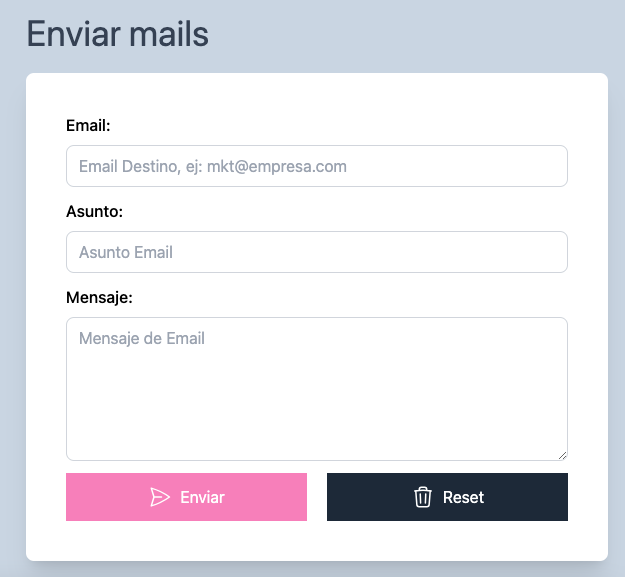 Enviar mails
Email:
Email Destino, ej: mkt@empresa.com
Asunto:
Asunto Email
Mensaje:
Mensaje de Email
Enviar
Reset